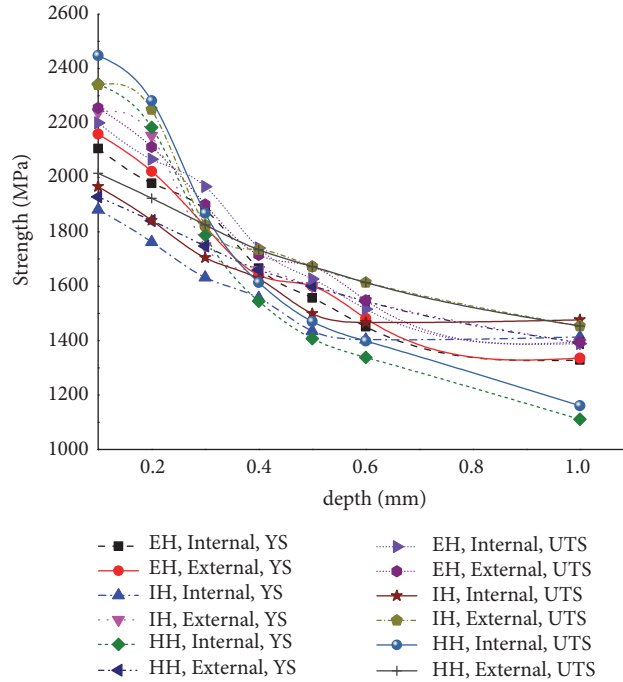 2600
2400
2200
2000
1800
1600
1400
1200
1000
Strength (MPa)
0.2 0.4 0.6 0.8 1.0
depth (mm)
EH, Internal, YS EH, Internal, UTS
EH, External, YS EH, External, UTS
IH, Internal, YS IH, Internal, UTS
IH, External, YS IH, External, UTS
HH, Internal, YS HH, Internal, UTS
HH, External, YS HH, External, UTS